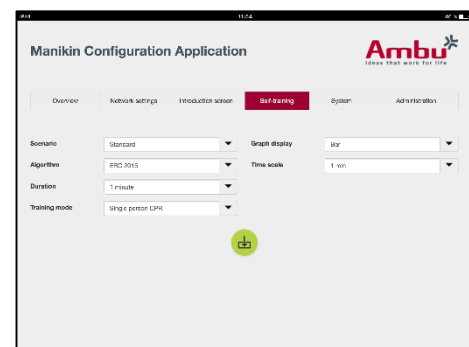 iPad 11:04
Manikin Configuration Application
Ambu
Ideas that work for life
Overview Network settings Introduction screen Self-training System Administration
Scenario Standard Graph display Bar
Algorithm ERC 2015 Time scale 1 min
Duration 1 minute
Training mode Single person CPR